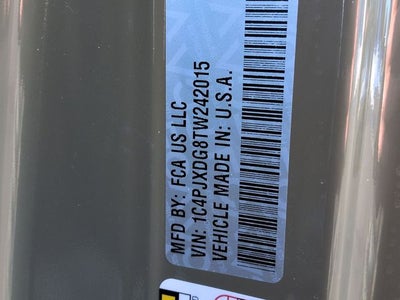 MFD BY: FCA US LLC
VIN: 1C4PJXDG8TW242015
VEHICLE MADE IN: U.S.A.